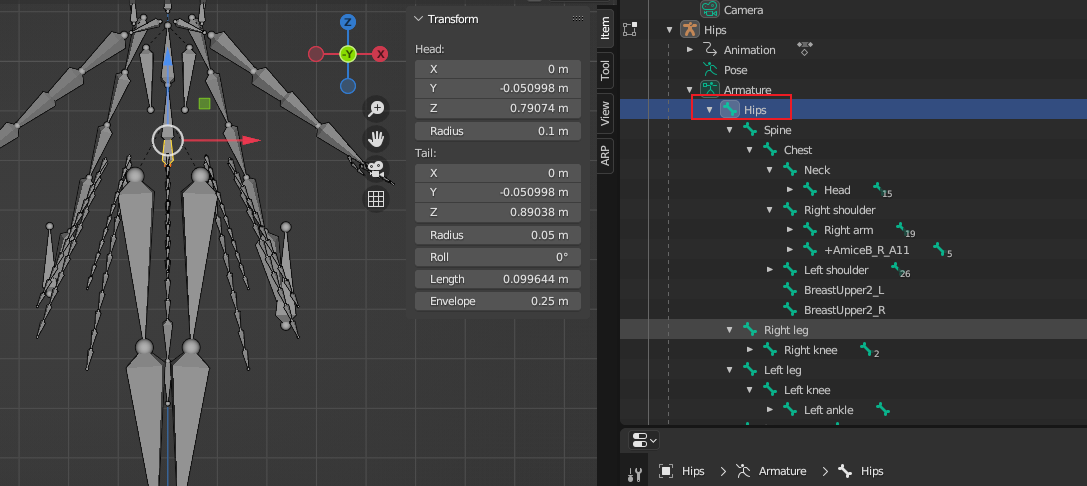 Z
-Y
X
Transform
Head:
X 0 m
Y -0.050998 m
Z 0.79074 m
Radius 0.1 m
Tail:
X 0 m
Y -0.050998 m
Z 0.89038 m
Radius 0.05 m
Roll 0°
Length 0.099644 m
Envelope 0.25 m
Item
Tool
View
ARP
Camera
Hips
Animation
Pose
Armature
Hips
Spine
Chest
Neck
Head 15
Right shoulder
Right arm 19
+AmiceB_R_A11 5
Left shoulder 26
BreastUpper2_L
BreastUpper2_R
Right leg
Right knee 2
Left leg
Left knee
Left ankle
Hips > Armature > Hips